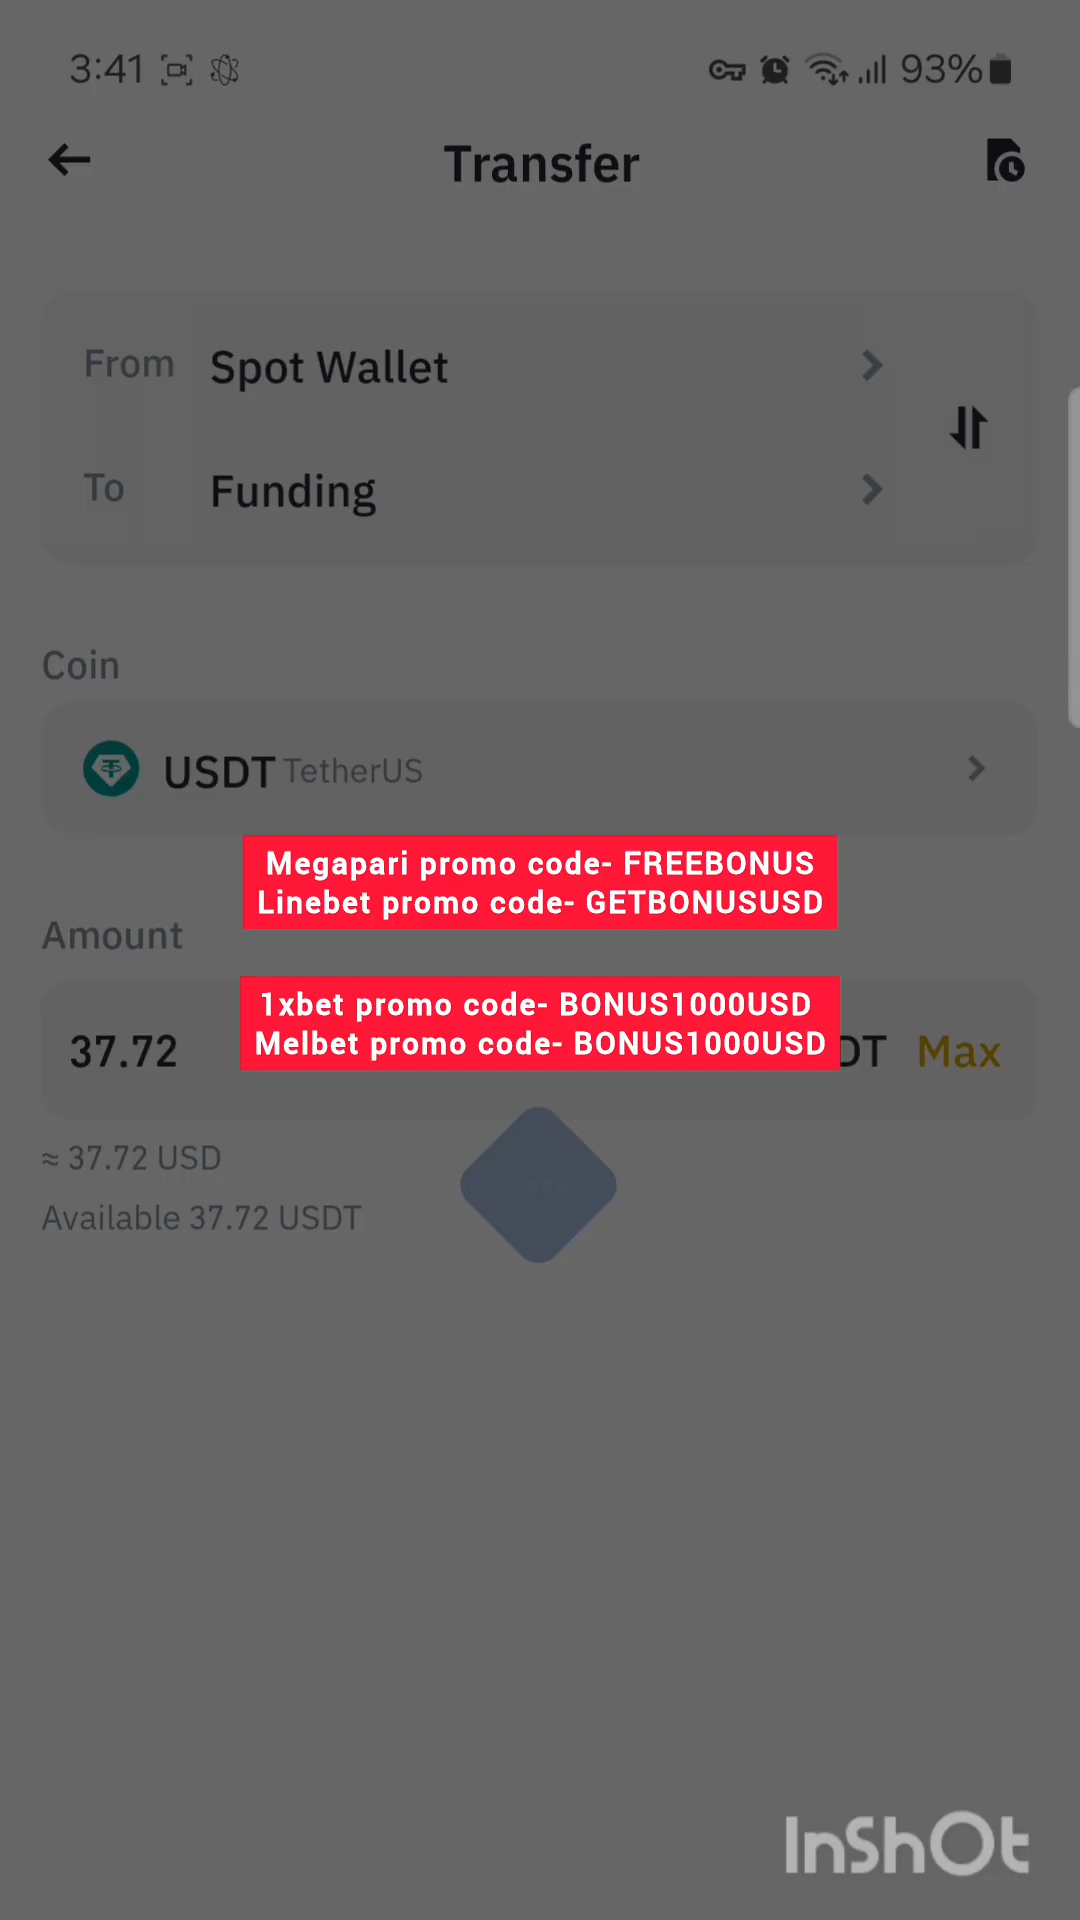 3:41
93%
Transfer
From Spot Wallet
To Funding
Coin
USDT TetherUS
Megapari promo code- FREEBONUS
Linebet promo code- GETBONUSUSD
Amount
1xbet promo code- BONUS1000USD
Melbet promo code- BONUS1000USD
37.72 DT Max
≈ 37.72 USD
Available 37.72 USDT
InShOt